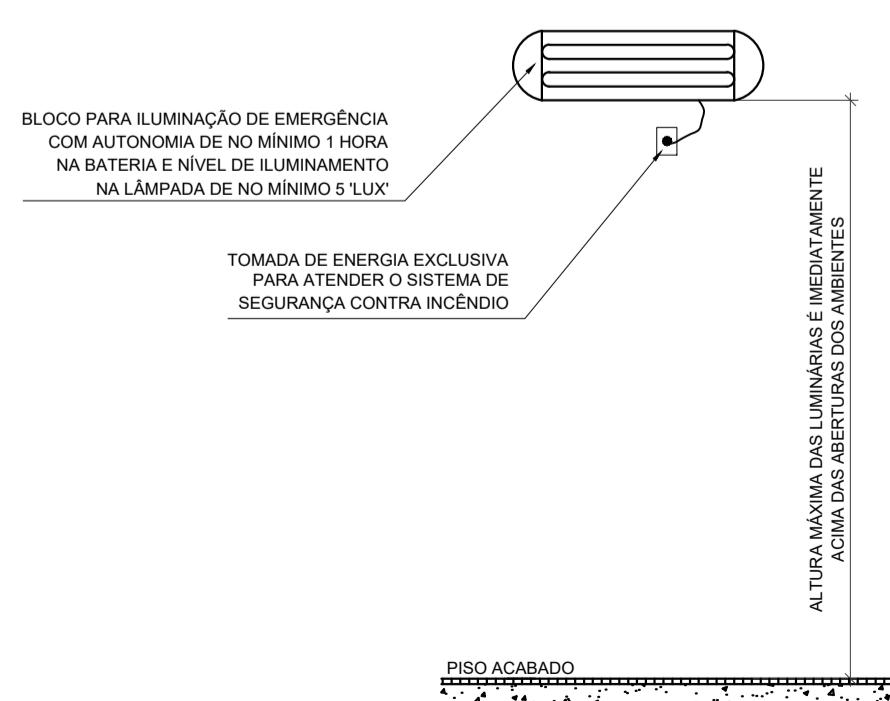 BLOCO PARA ILUMINAÇÃO DE EMERGÊNCIA
COM AUTONOMIA DE NO MÍNIMO 1 HORA
NA BATERIA E NÍVEL DE ILUMINAMENTO
NA LÂMPADA DE NO MÍNIMO 5 'LUX'
TOMADA DE ENERGIA EXCLUSIVA
PARA ATENDER O SISTEMA DE
SEGURANÇA CONTRA INCÊNDIO
ALTURA MÁXIMA DAS LUMINÁRIAS É IMEDIATAMENTE
ACIMA DAS ABERTURAS DOS AMBIENTES
PISO ACABADO